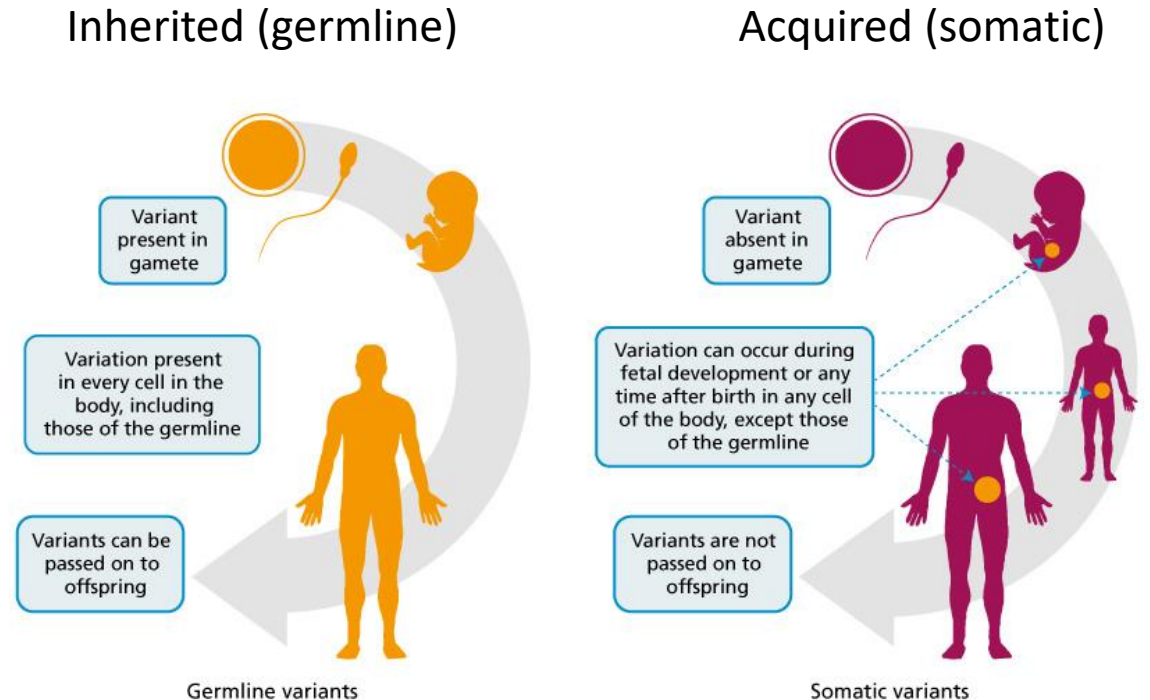 Inherited (germline)
Variant
present in
gamete
Variation present
in every cell in the
body, including
those of the germline
Variants can be
passed on to
offspring
Germline variants
Acquired (somatic)
Variant
absent in
gamete
Variation can occur during
fetal development or any
time after birth in any cell
of the body, except those
of the germline
Variants are not
passed on to
offspring
Somatic variants